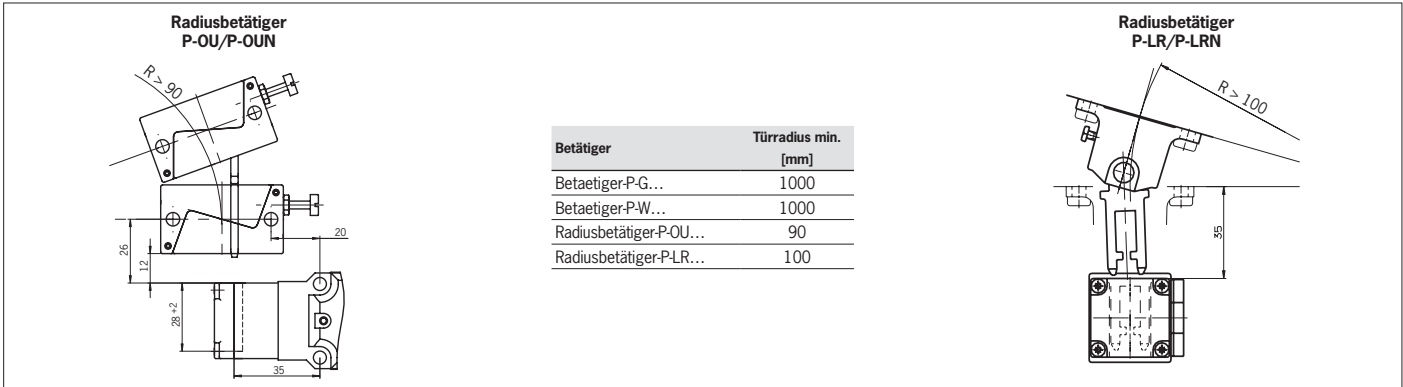 Radiusbetätiger
P-OU/P-OUN
R > 90
20
26
12
28 +2
35
Betätiger Türradius min.
[mm]
Betaetiger-P-G… 1000
Betaetiger-P-W… 1000
Radiusbetätiger-P-OU… 90
Radiusbetätiger-P-LR… 100
Radiusbetätiger
P-LR/P-LRN
R > 100
35